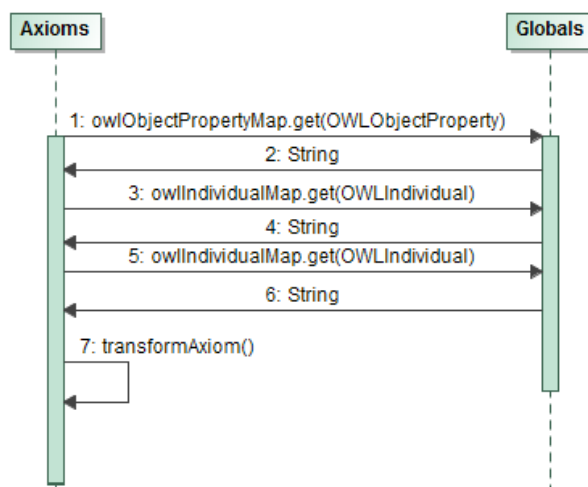 Axioms
Globals
1: owlObjectPropertyMap.get(OWLObjectProperty)
2: String
3: owlIndividualMap.get(OWLIndividual)
4: String
5: owlIndividualMap.get(OWLIndividual)
6: String
7: transformAxiom()